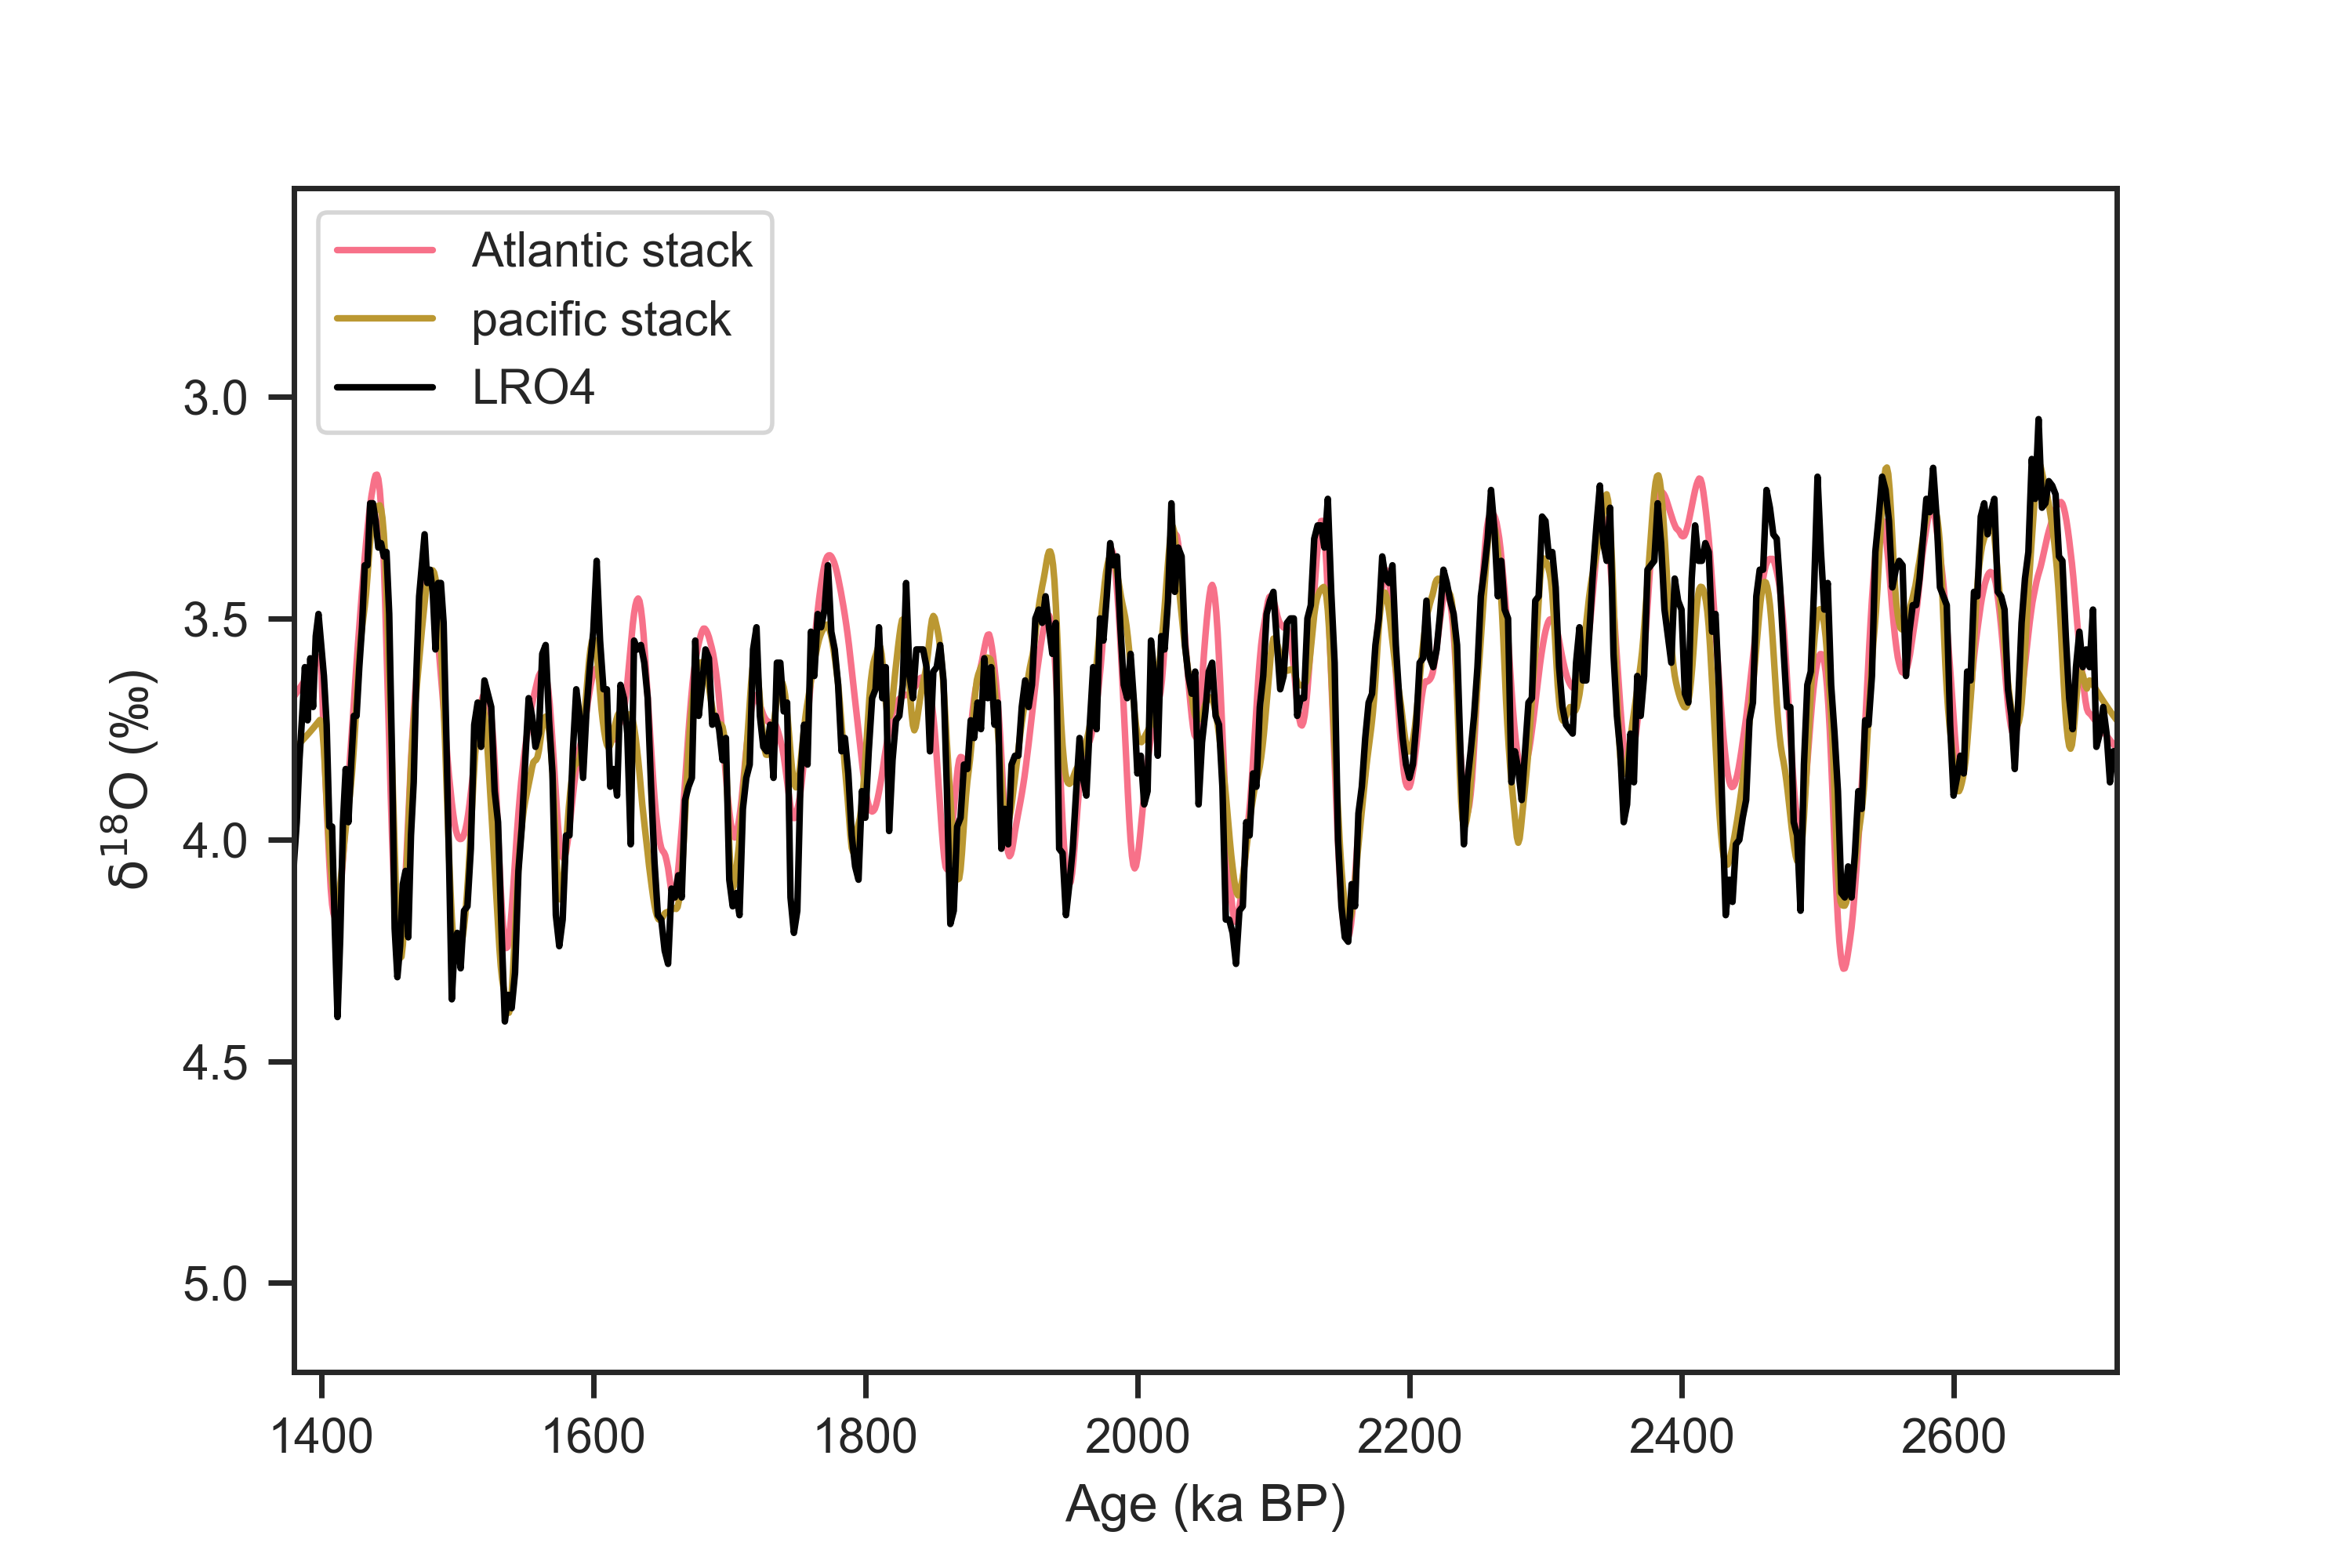 Atlantic stack
pacific stack
LRO4
3.0
3.5
4.0
4.5
5.0
δ¹⁸O (‰)
1400 1600 1800 2000 2200 2400 2600
Age (ka BP)